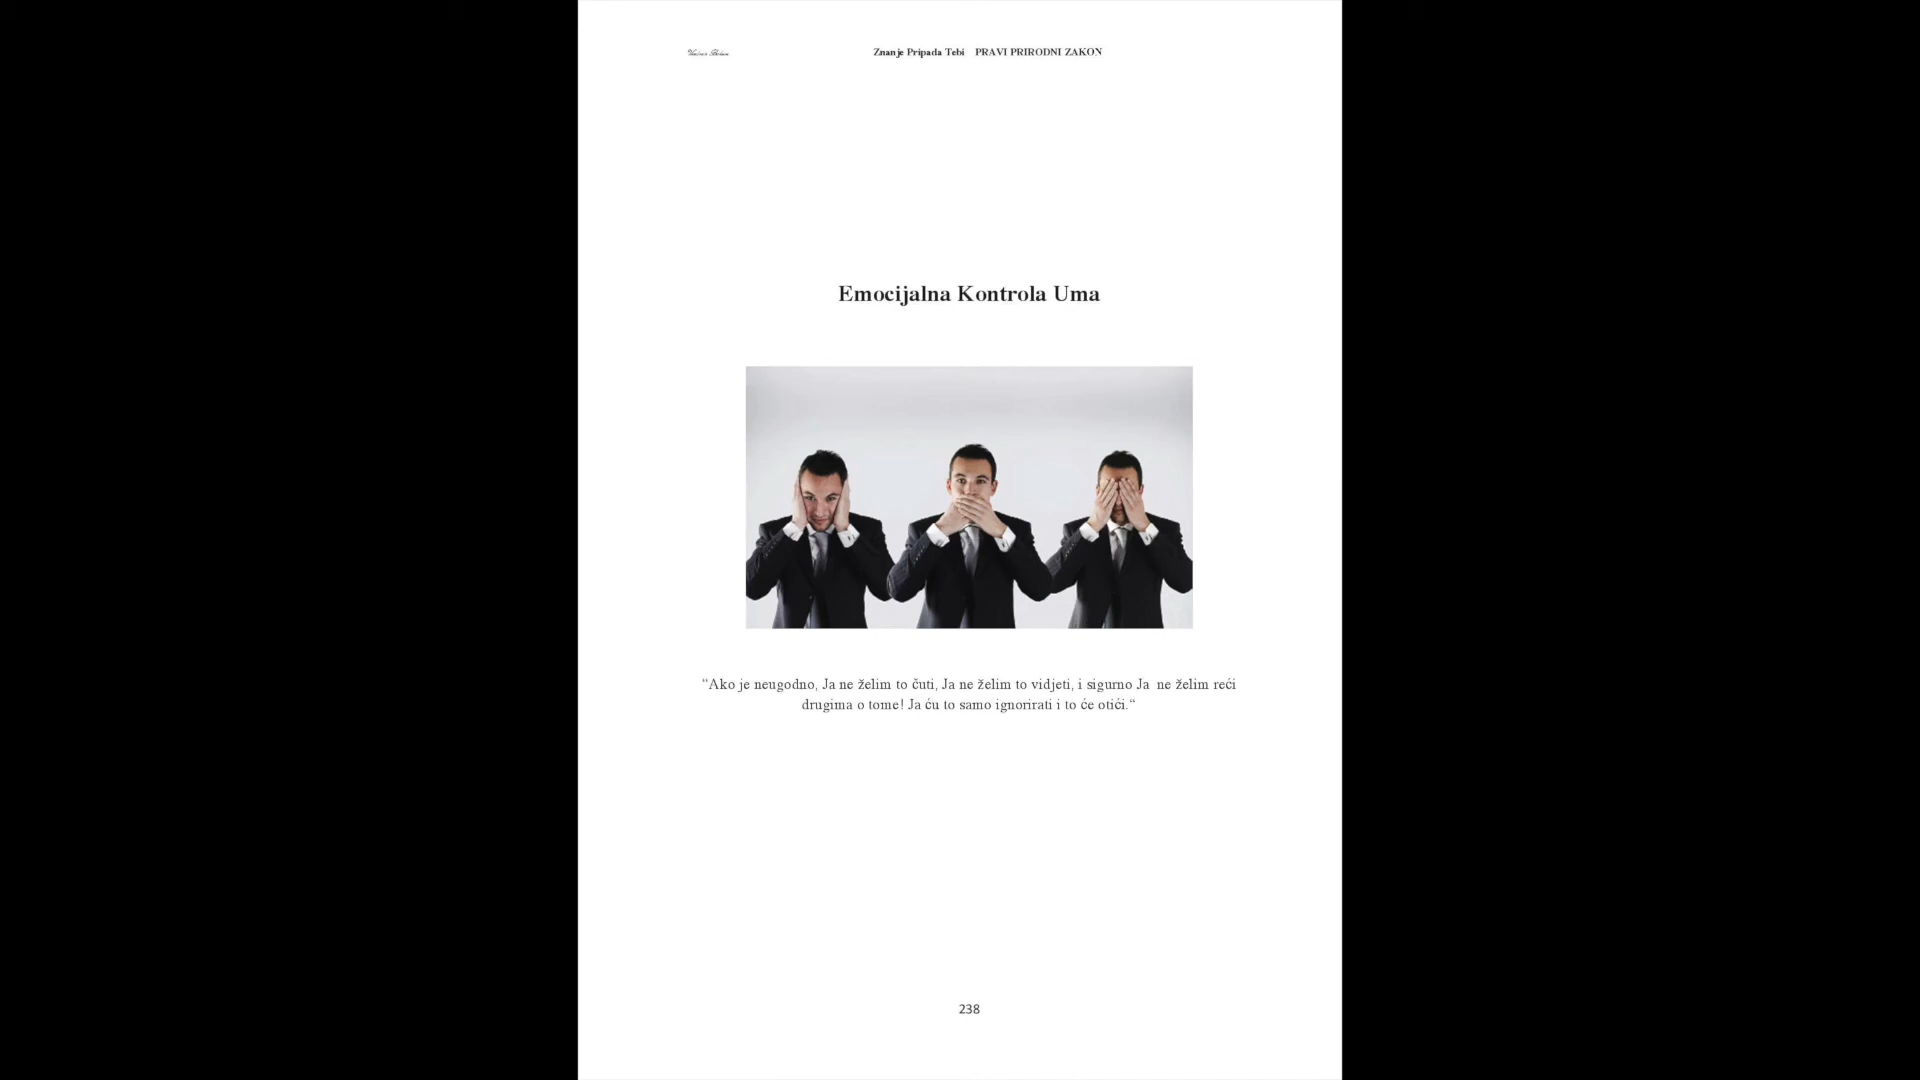 Znanje Pripada Tebi PRAVI PRIRODNI ZAKON
Emocijalna Kontrola Uma
“Ako je neugodno, Ja ne želim to čuti, Ja ne želim to vidjeti, i sigurno Ja ne želim reći
drugima o tome! Ja ću to samo ignorirati i to će otići.“
238